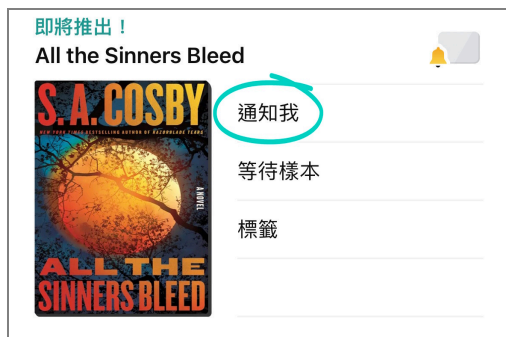 即將推出！
All the Sinners Bleed
S.A. COSBY
NEW YORK TIMES BESTSELLING AUTHOR OF RAZORBLADE TEARS
A NOVEL
ALL THE
SINNERS BLEED
通知我
等待樣本
標籤